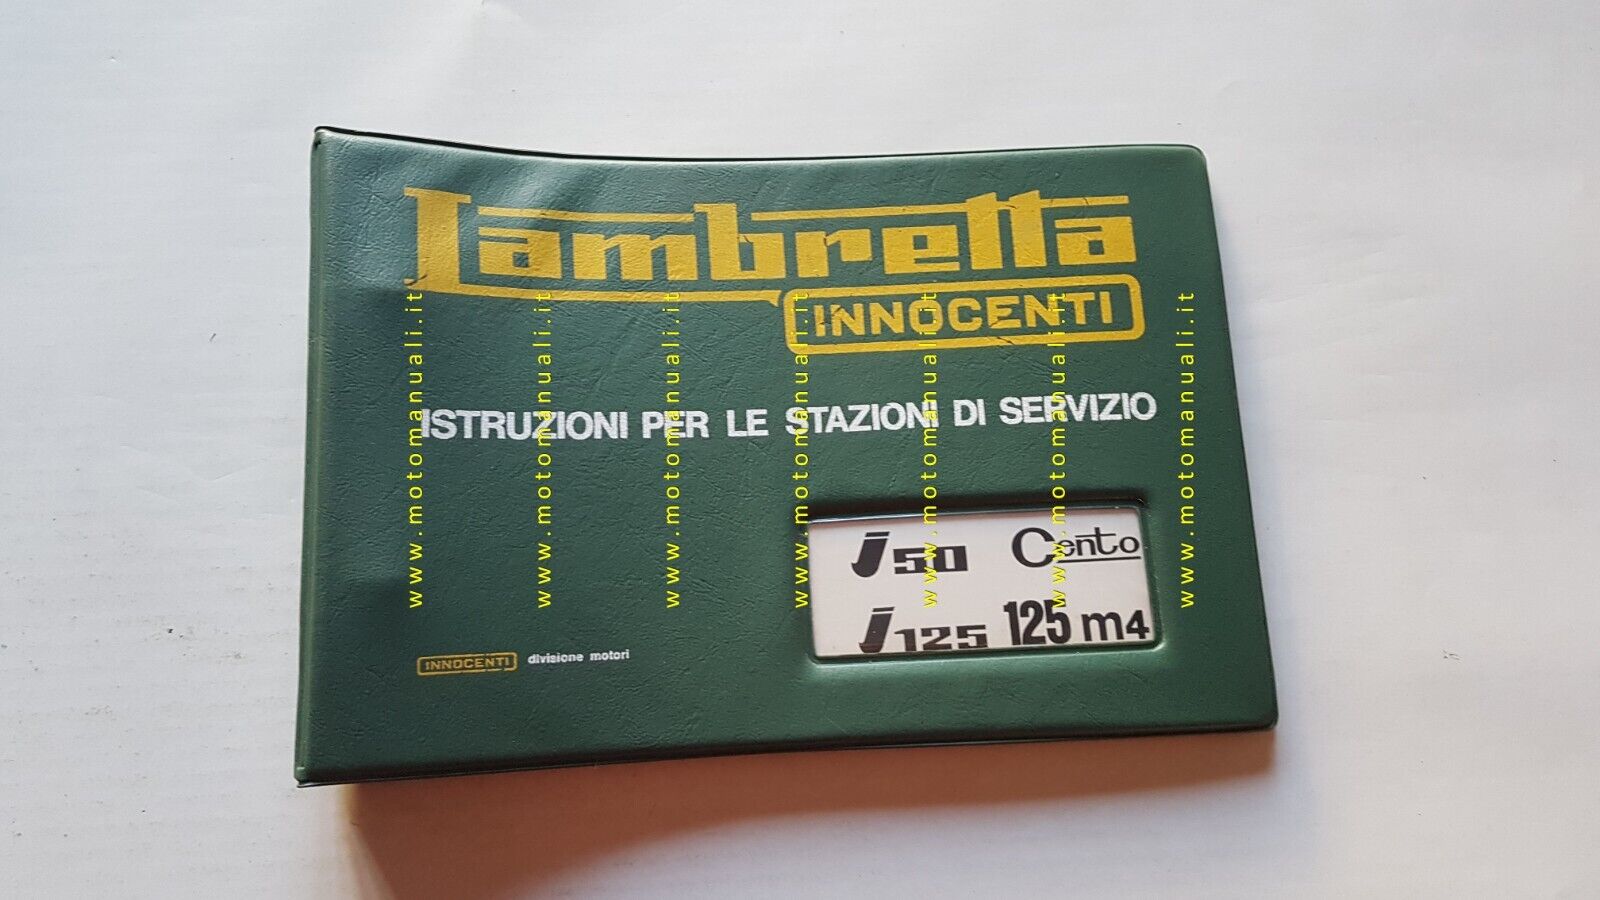 Lambretta
INNOCENTI
ISTRUZIONI PER LE STAZIONI DI SERVIZIO
J50 Cento
J125 125 m4
INNOCENTI divisione motori
www.motomanuali.it
www.motomanuali.it
www.motomanuali.it
www.motomanuali.it
www.motomanuali.it
www.motomanuali.it
www.motomanuali.it